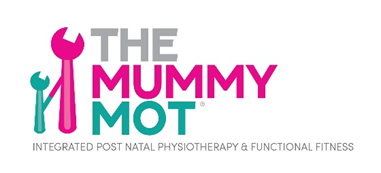 THE
MUMMY
MOT®
INTEGRATED POST NATAL PHYSIOTHERAPY & FUNCTIONAL FITNESS